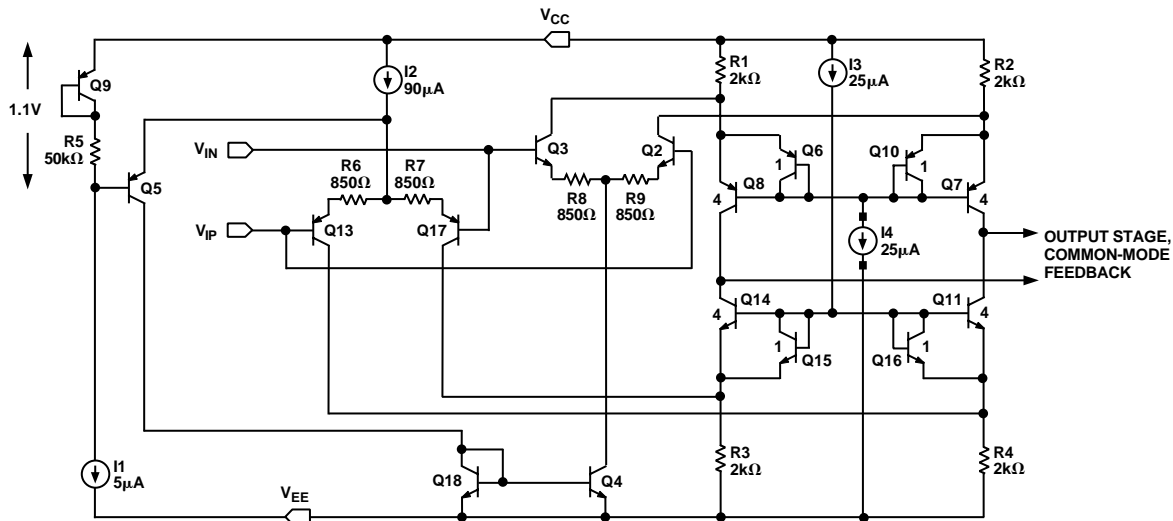 V_CC
Q9
1.1V
R5
50kΩ
Q5
I2
90μA
V_IN
V_IP
R6
850Ω
R7
850Ω
Q13
Q17
Q3
Q2
R8
850Ω
R9
850Ω
R1
2kΩ
I3
25μA
R2
2kΩ
Q6
1
Q10
1
Q8
4
Q7
4
I4
25μA
OUTPUT STAGE,
COMMON-MODE
FEEDBACK
Q14
4
Q11
4
1
Q15
Q16
1
I1
5μA
Q18
Q4
R3
2kΩ
R4
2kΩ
V_EE